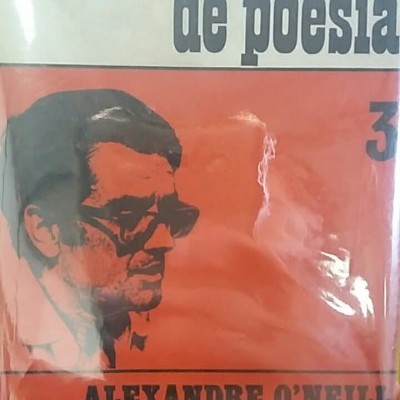 de poesia
3
ALEXANDRE O'NEILL